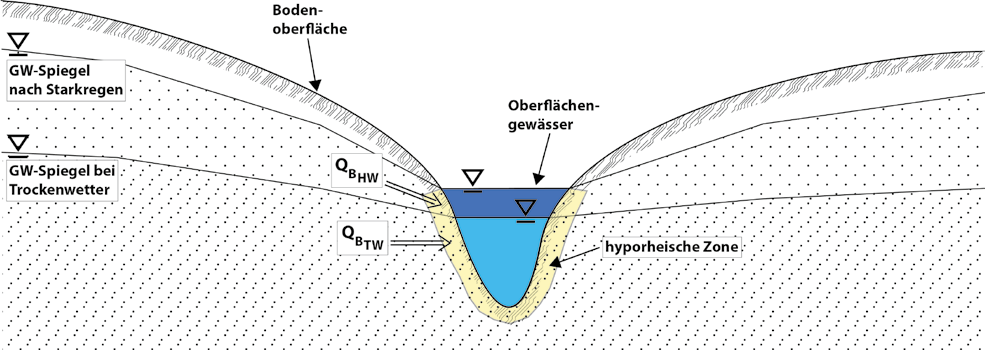 Boden-
oberfläche
GW-Spiegel
nach Starkregen
Oberflächen-
gewässer
GW-Spiegel bei
Trockenwetter
QBHW
QBTW
hyporheische Zone